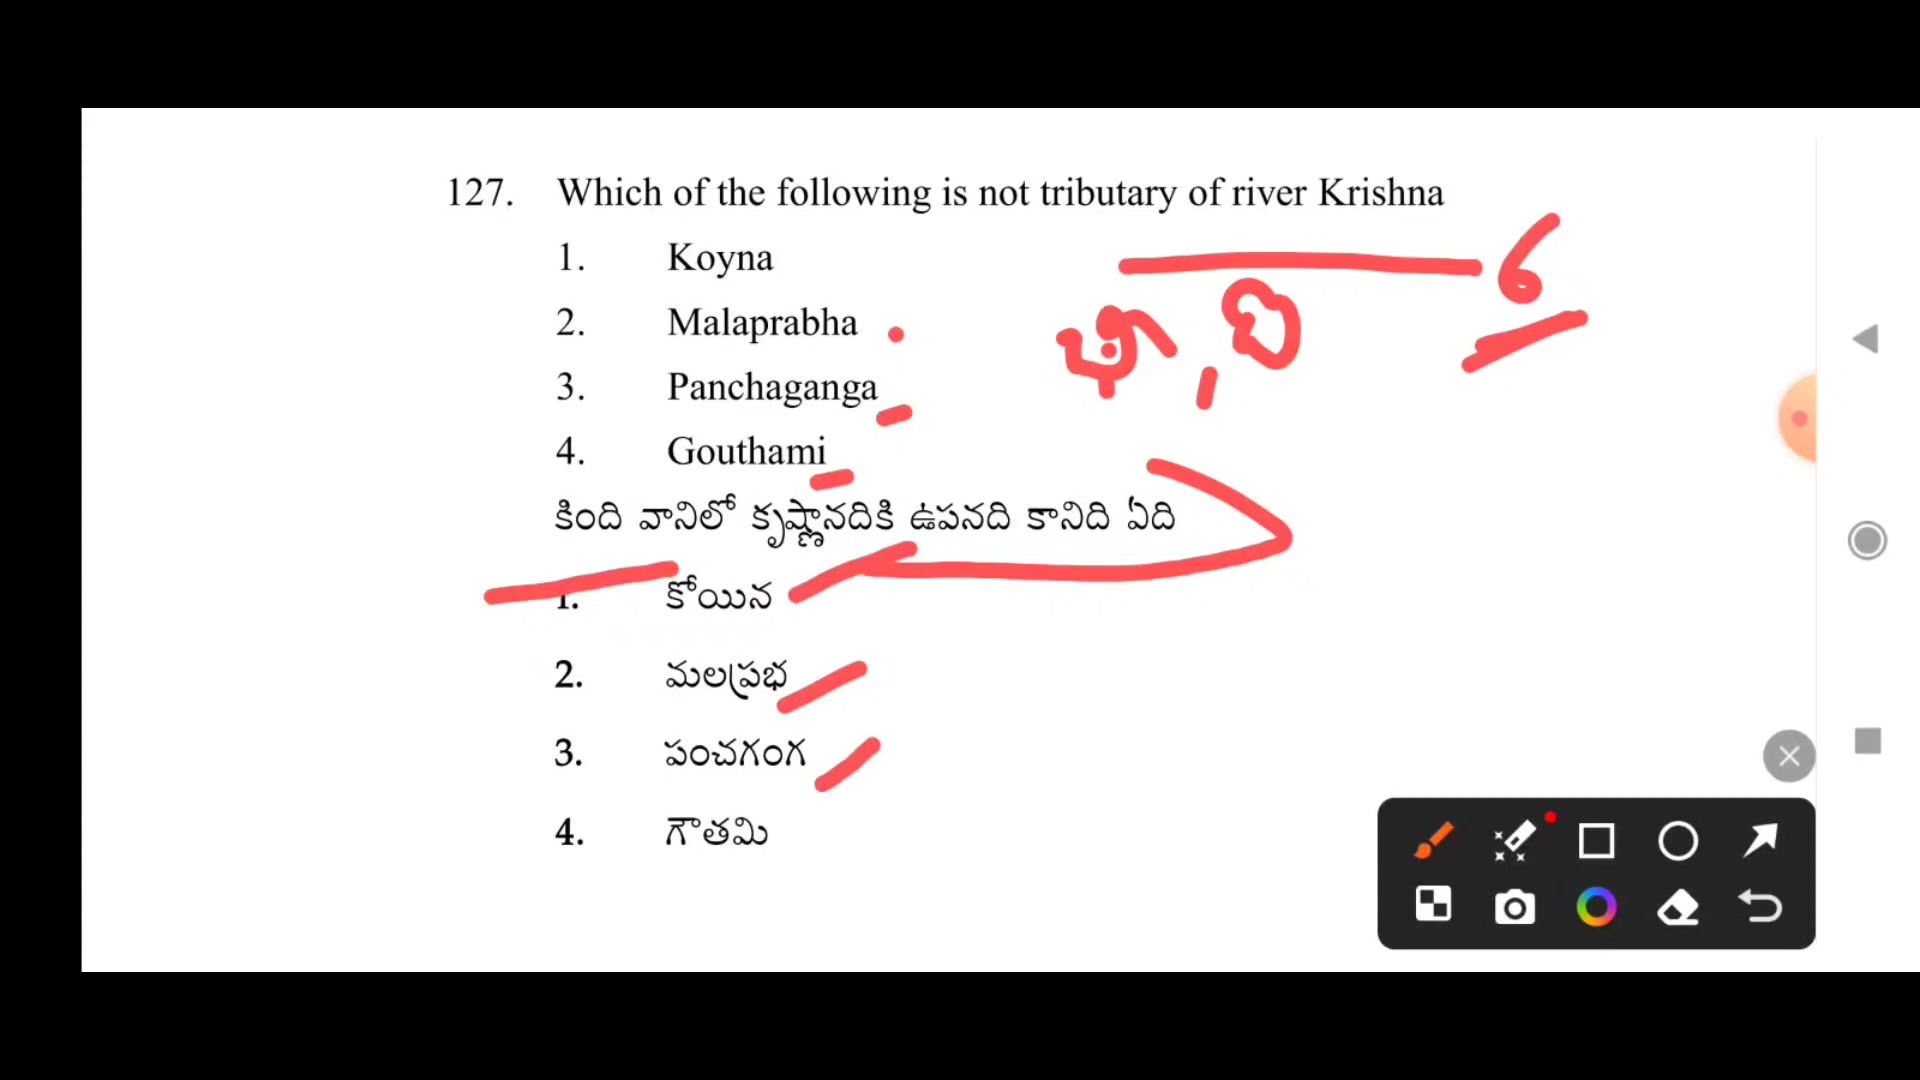 127. Which of the following is not tributary of river Krishna
1. Koyna
2. Malaprabha
3. Panchaganga
4. Gouthami
కింది వానిలో కృష్ణానదికి ఉపనది కానిది ఏది
1. కోయిన
2. మలప్రభ
3. పంచగంగ
4. గౌతమి